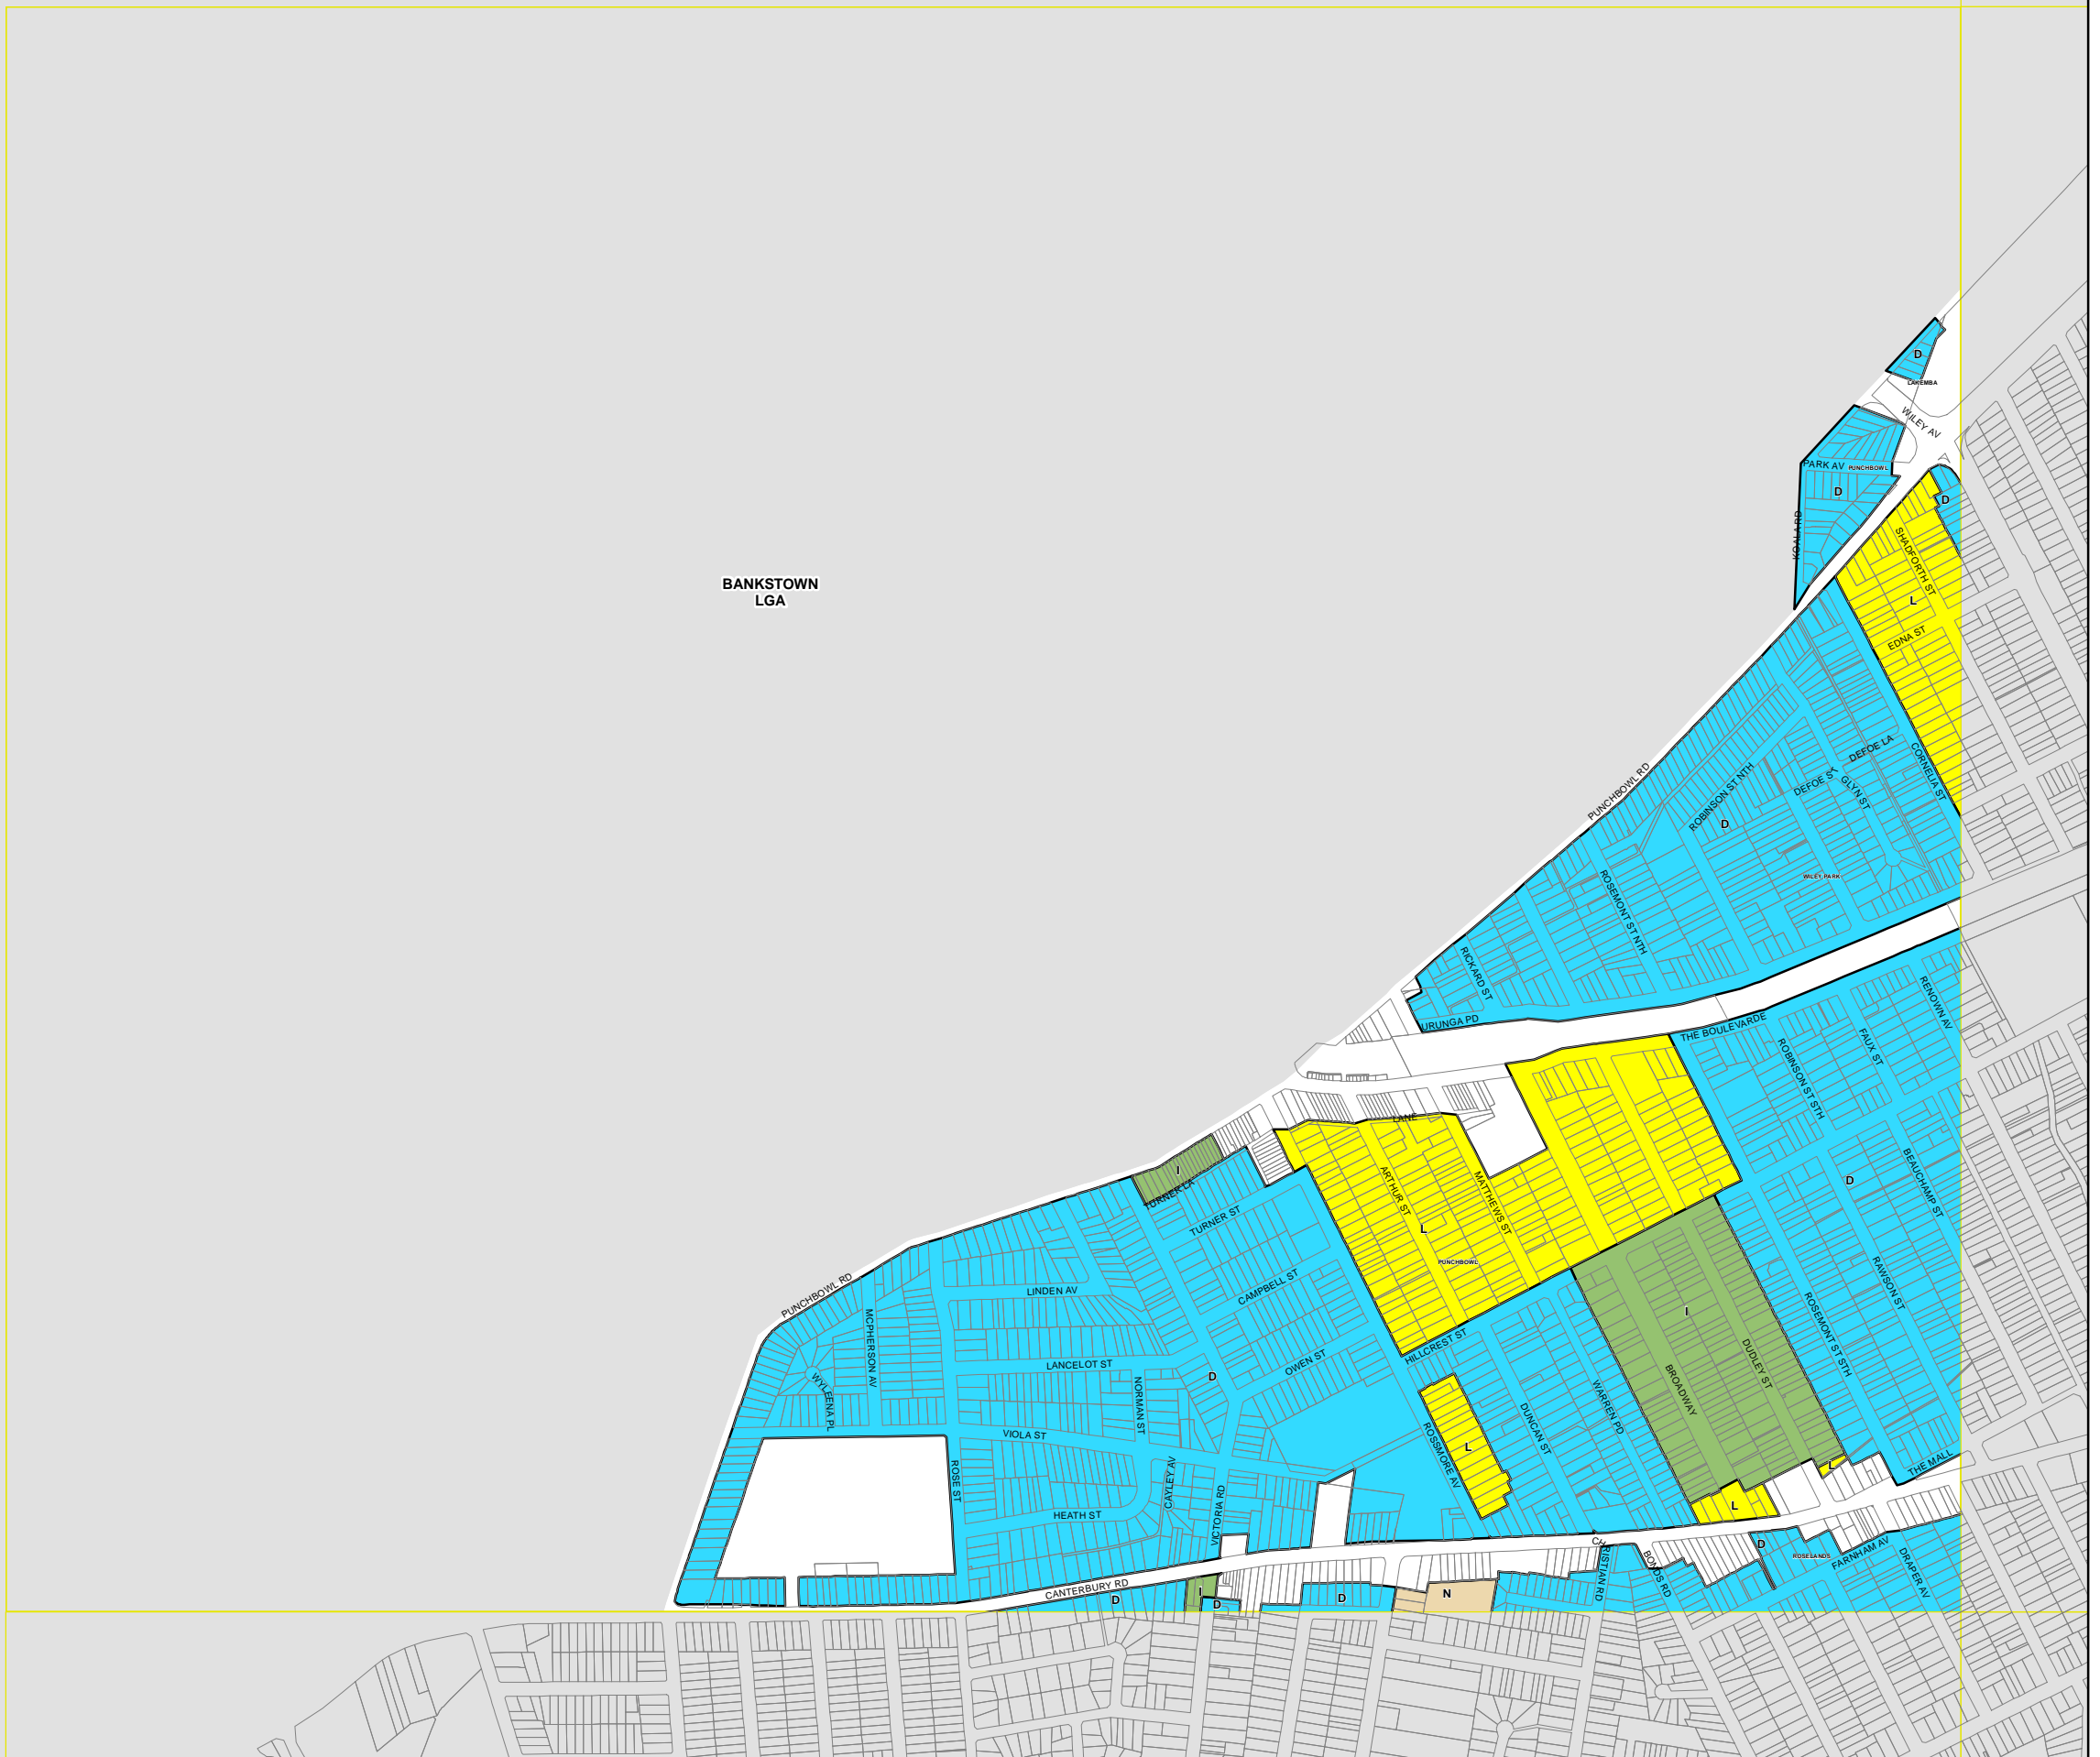 D
LAKEMBA
WILEY AV
PARK AV
PUNCHBOWL
D
D
KOALA RD
SHADFORTH ST
BANKSTOWN
LGA
L
EDNA ST
DEFOE LA
CORNELIA ST
PUNCHBOWL RD
ROBINSON ST NTH
DEFOE ST
GLYN ST
D
WILEY PARK
ROSEMONT ST NTH
RICKARD ST
RENOWN AV
URUNGA PD
THE BOULEVARDE
FAUX ST
ROBINSON ST STH
LANE
I
TURNER LA
ARTHUR ST
MATTHEWS ST
D
BEAUCHAMP ST
TURNER ST
L
PUNCHBOWL
CAMPBELL ST
RAWSON ST
PUNCHBOWL RD
LINDEN AV
I
ROSEMONT ST STH
MCPHERSON AV
HILLCREST ST
DUDLEY ST
LANCELOT ST
OWEN ST
D
BROADWAY
WYLEENA PL
NORMAN ST
WARREN PD
DUNCAN ST
VIOLA ST
ROSSMORE AV
L
THE MALL
L
ROSE ST
CAYLEY AV
VICTORIA RD
HEATH ST
L
CHRISTIAN RD
D
BONDS RD
ROSELANDS
FARNHAM AV
DRAPER AV
CANTERBURY RD
D
I
D
D
N